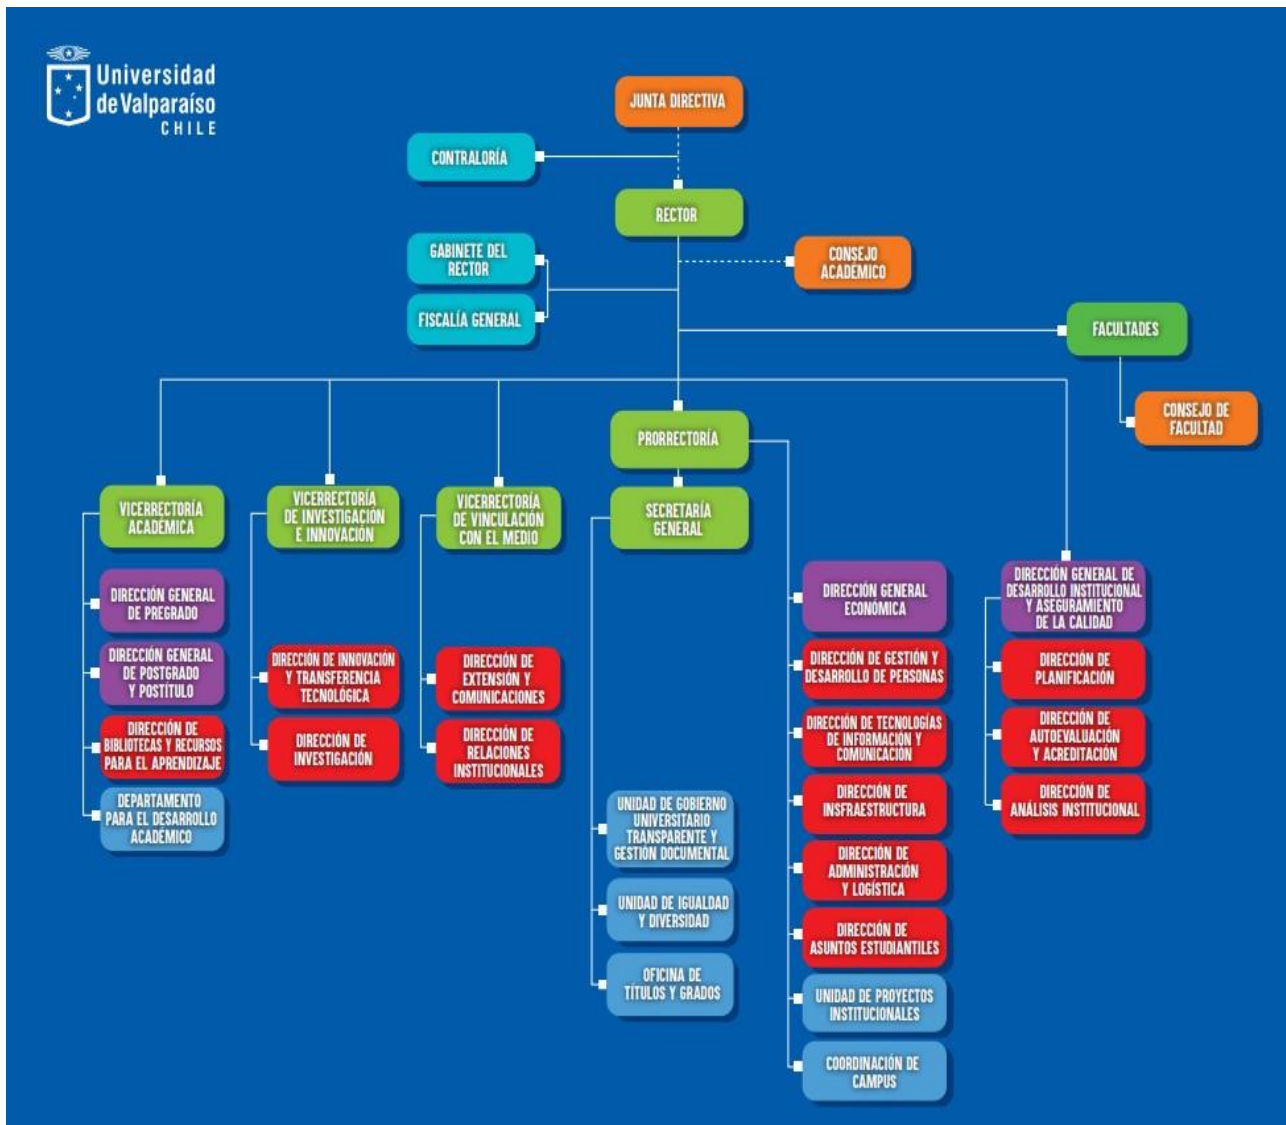 Universidad
de Valparaíso
CHILE
JUNTA DIRECTIVA
CONTRALORÍA
RECTOR
GABINETE DEL
RECTOR
CONSEJO
ACADÉMICO
FISCALÍA GENERAL
FACULTADES
CONSEJO DE
FACULTAD
PRORRECTORÍA
VICERRECTORÍA
ACADÉMICA
VICERRECTORÍA
DE INVESTIGACIÓN
E INNOVACIÓN
VICERRECTORÍA
DE VINCULACIÓN
CON EL MEDIO
SECRETARÍA
GENERAL
DIRECCIÓN GENERAL
DE PREGRADO
DIRECCIÓN GENERAL
DE POSTGRADO
Y POSTÍTULO
DIRECCIÓN DE
BIBLIOTECAS Y RECURSOS
PARA EL APRENDIZAJE
DEPARTAMENTO
PARA EL DESARROLLO
ACADÉMICO
DIRECCIÓN DE INNOVACIÓN
Y TRANSFERENCIA
TECNOLÓGICA
DIRECCIÓN DE
INVESTIGACIÓN
DIRECCIÓN DE
EXTENSIÓN Y
COMUNICACIONES
DIRECCIÓN DE
RELACIONES
INSTITUCIONALES
UNIDAD DE GOBIERNO
UNIVERSITARIO
TRANSPARENTE Y
GESTIÓN DOCUMENTAL
UNIDAD DE IGUALDAD
Y DIVERSIDAD
OFICINA DE
TÍTULOS Y GRADOS
DIRECCIÓN GENERAL
ECONÓMICA
DIRECCIÓN DE GESTIÓN Y
DESARROLLO DE PERSONAS
DIRECCIÓN DE TECNOLOGÍAS
DE INFORMACIÓN Y
COMUNICACIÓN
DIRECCIÓN DE
INSFRAESTRUCTURA
DIRECCIÓN DE
ADMINISTRACIÓN
Y LOGÍSTICA
DIRECCIÓN DE
ASUNTOS ESTUDIANTILES
UNIDAD DE PROYECTOS
INSTITUCIONALES
COORDINACIÓN DE
CAMPUS
DIRECCIÓN GENERAL DE
DESARROLLO INSTITUCIONAL
Y ASEGURAMIENTO
DE LA CALIDAD
DIRECCIÓN DE
PLANIFICACIÓN
DIRECCIÓN DE
AUTOEVALUACIÓN
Y ACREDITACIÓN
DIRECCIÓN DE
ANÁLISIS INSTITUCIONAL